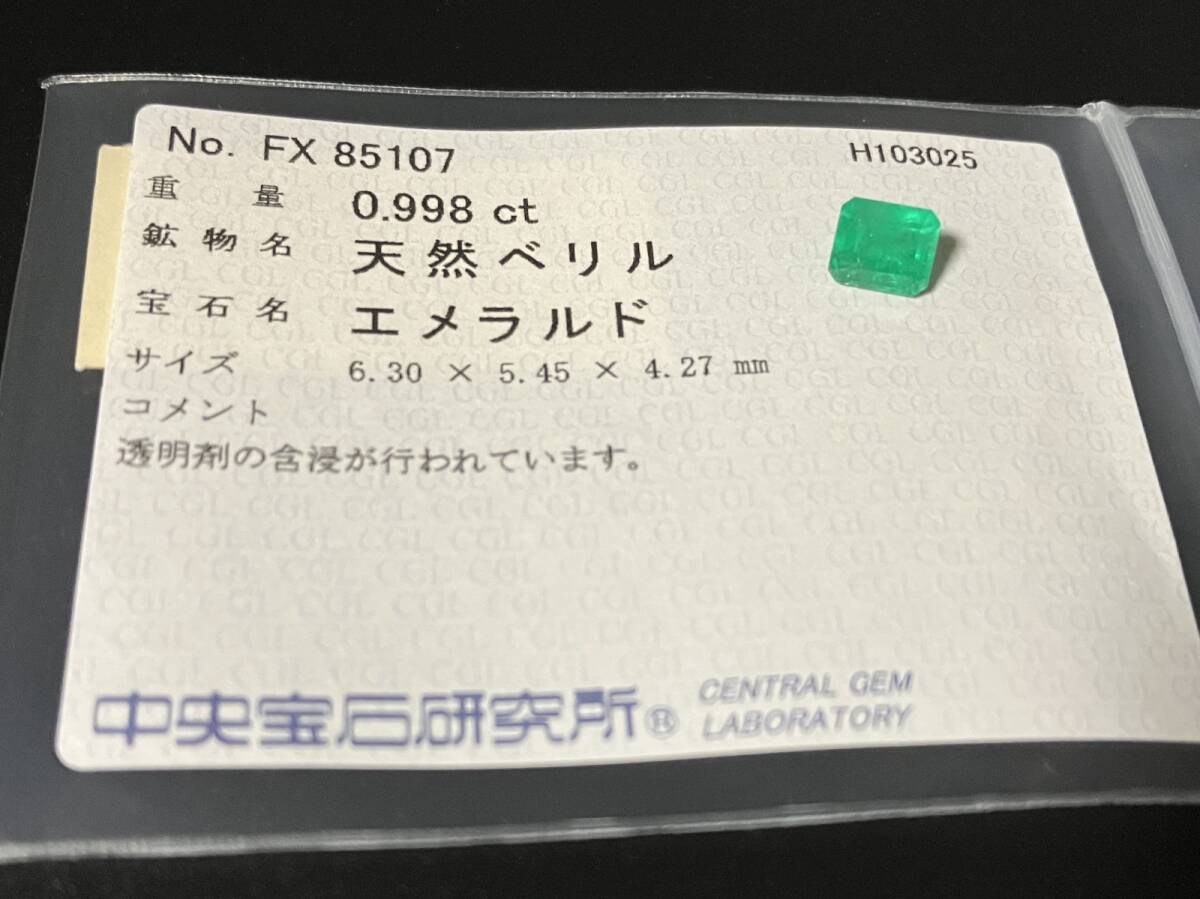 No. FX 85107 H103025
重量 0.998 ct
鉱物名 天然ベリル
宝石名 エメラルド
サイズ 6.30 × 5.45 × 4.27 mm
コメント
透明剤の含浸が行われています。
中央宝石研究所® CENTRAL GEM
LABORATORY